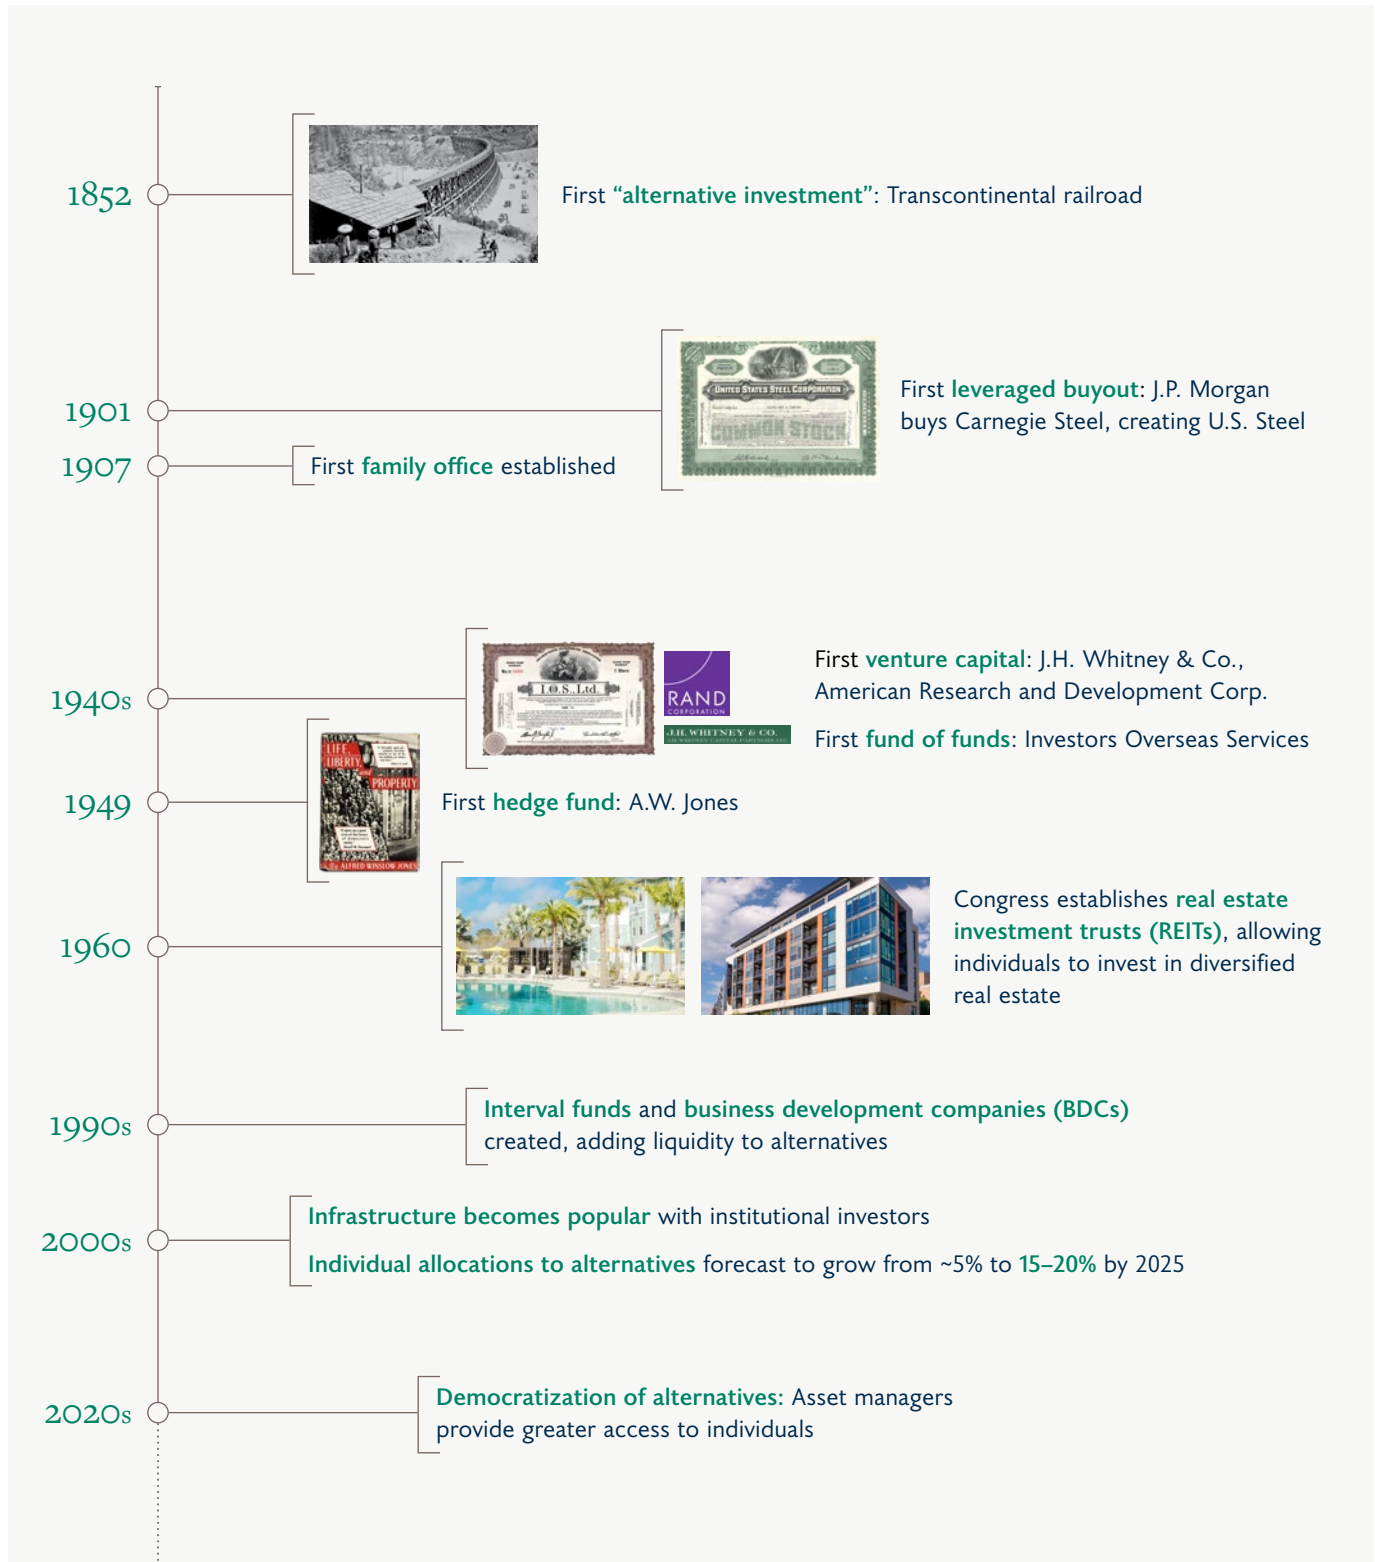 1852
First “alternative investment”: Transcontinental railroad
1901
UNITED STATES STEEL CORPORATION
COMMON STOCK
First leveraged buyout: J.P. Morgan
buys Carnegie Steel, creating U.S. Steel
1907
First family office established
1940s
I.O.S., Ltd.
RAND
CORPORATION
J.H. WHITNEY & CO.
First venture capital: J.H. Whitney & Co.,
American Research and Development Corp.
First fund of funds: Investors Overseas Services
1949
LIFE,
LIBERTY,
and
PROPERTY
ALFRED WINSLOW JONES
First hedge fund: A.W. Jones
1960
Congress establishes real estate
investment trusts (REITs), allowing
individuals to invest in diversified
real estate
1990s
Interval funds and business development companies (BDCs)
created, adding liquidity to alternatives
2000s
Infrastructure becomes popular with institutional investors
Individual allocations to alternatives forecast to grow from ~5% to 15–20% by 2025
2020s
Democratization of alternatives: Asset managers
provide greater access to individuals